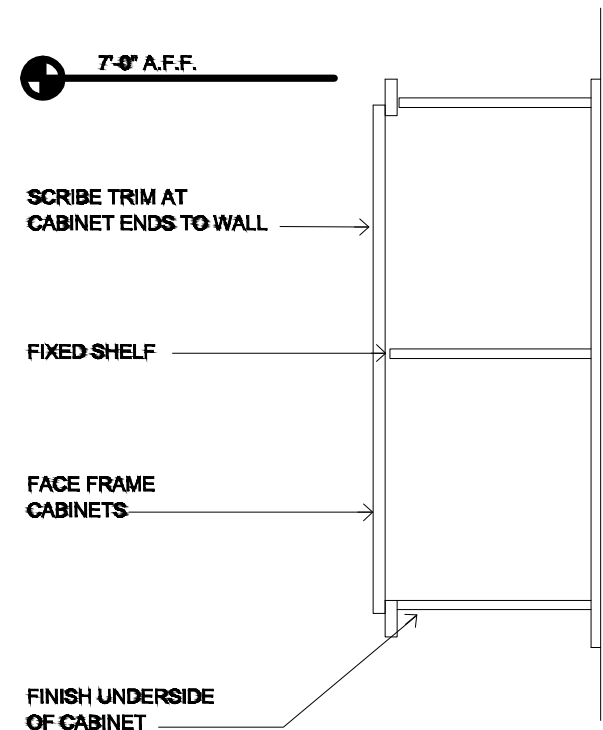 7'-0" A.F.F.
SCRIBE TRIM AT
CABINET ENDS TO WALL
FIXED SHELF
FACE FRAME
CABINETS
FINISH UNDERSIDE
OF CABINET